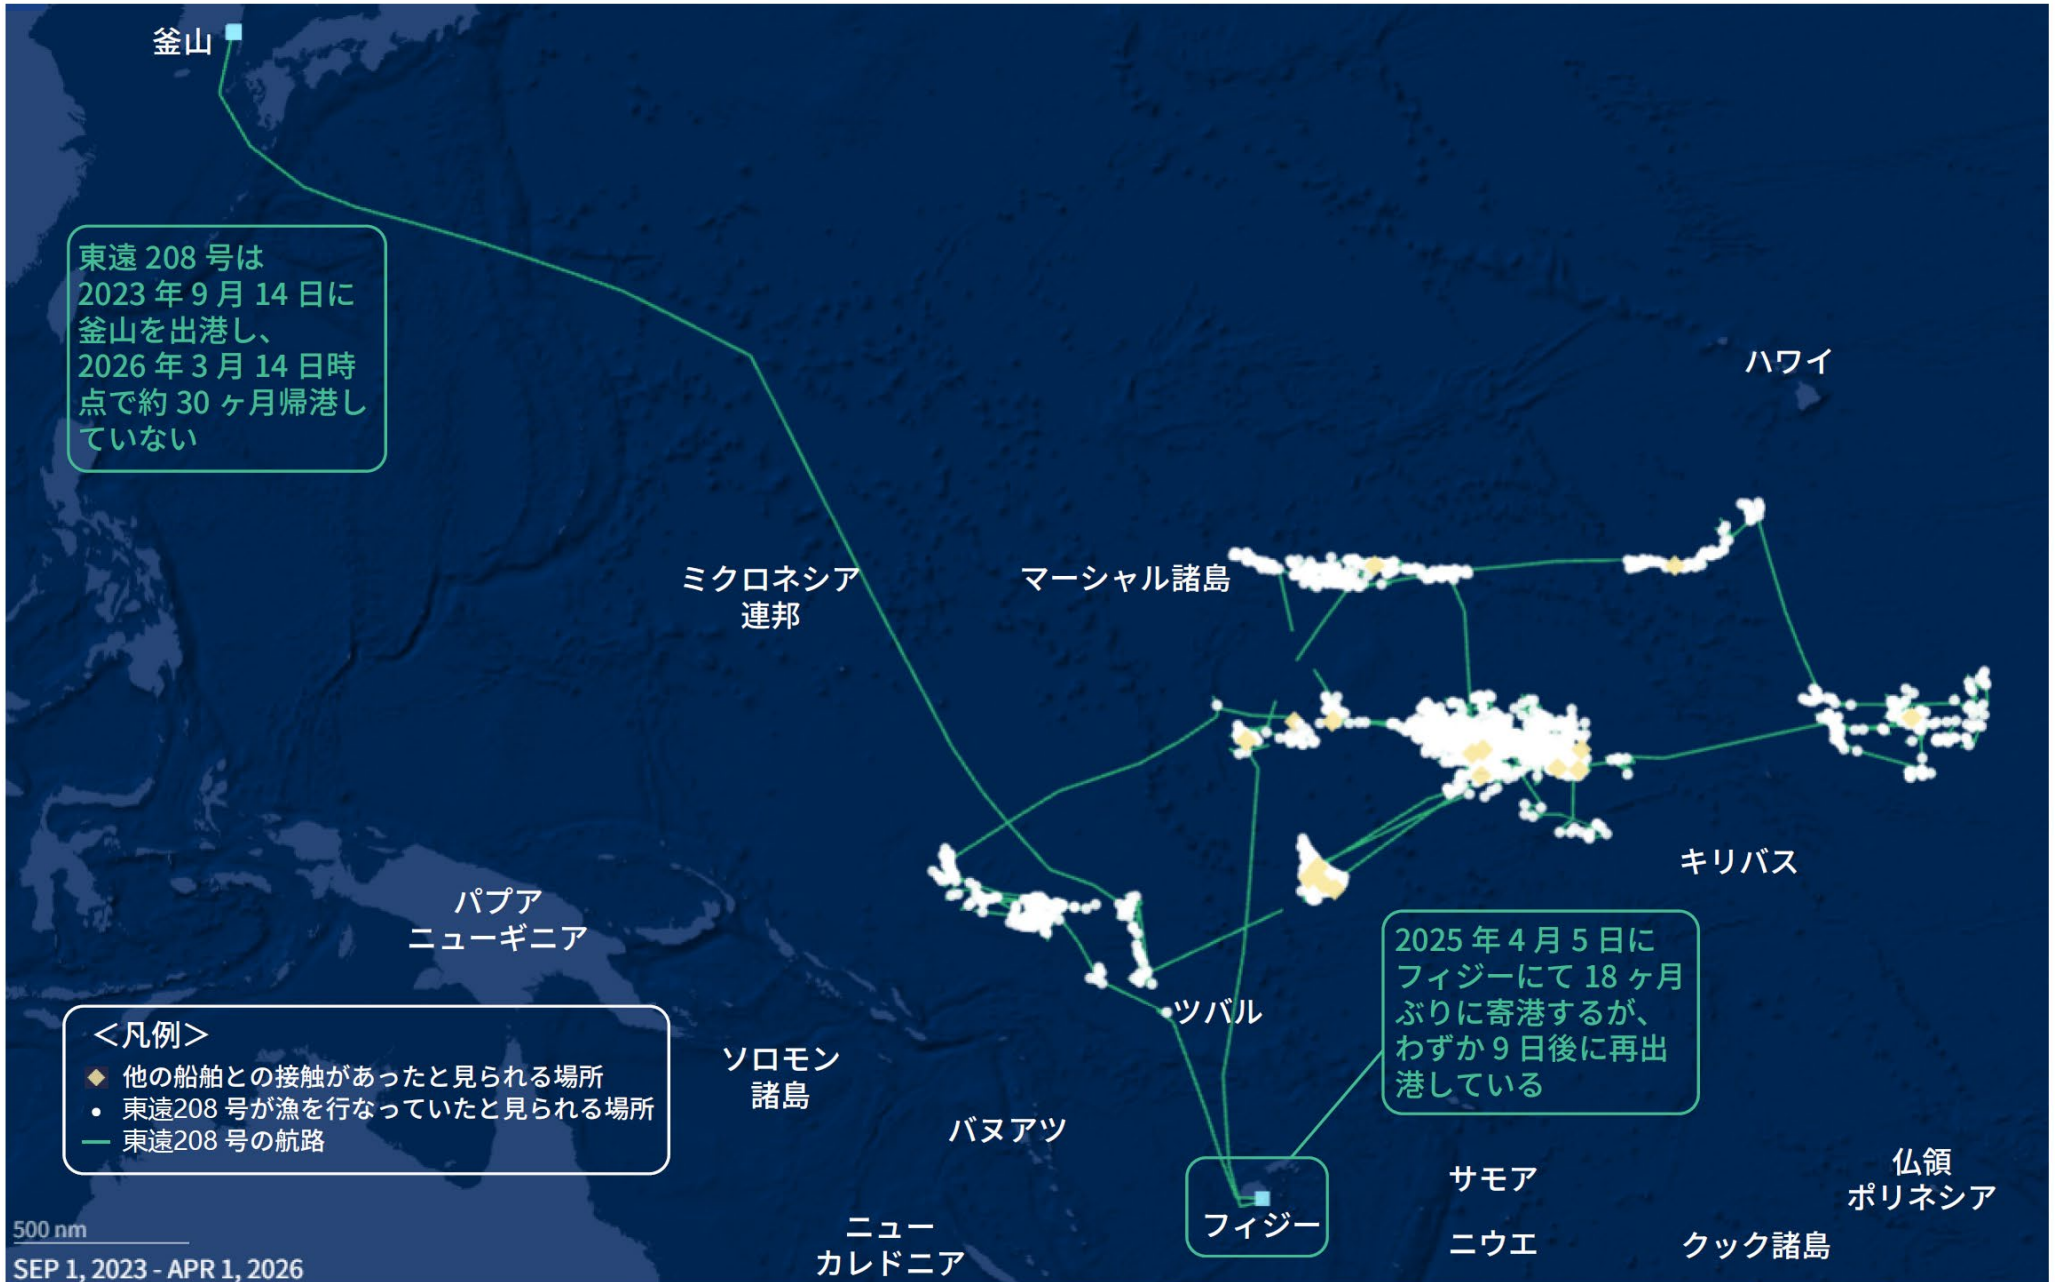 釜山
東遠 208 号は
2023 年 9 月 14 日に
釜山を出港し、
2026 年 3 月 14 日時
点で約 30 ヶ月帰港し
ていない
ハワイ
ミクロネシア
連邦
マーシャル諸島
キリバス
パプア
ニューギニア
2025 年 4 月 5 日に
フィジーにて 18 ヶ月
ぶりに寄港するが、
わずか 9 日後に再出
港している
ツバル
＜凡例＞
他の船舶との接触があったと見られる場所
東遠208 号が漁を行なっていたと見られる場所
東遠208 号の航路
ソロモン
諸島
バヌアツ
サモア
仏領
ポリネシア
フィジー
ニュー
カレドニア
ニウエ
クック諸島
500 nm
SEP 1, 2023 - APR 1, 2026